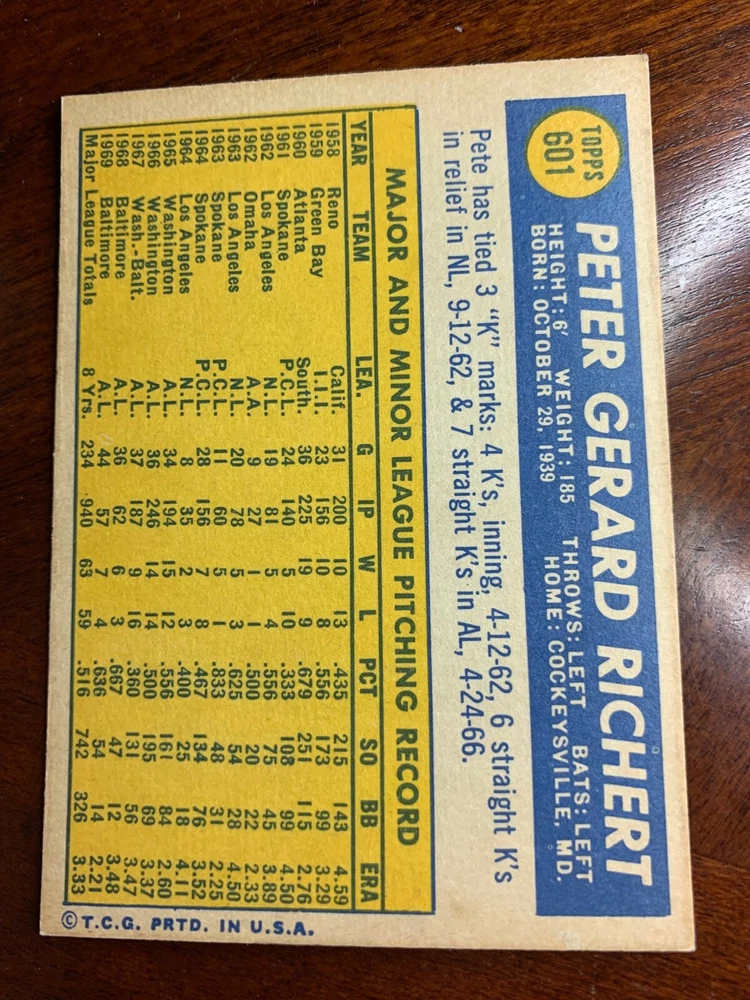 TOPPS
601
PETER GERARD RICHERT
HEIGHT: 6' WEIGHT: 185 THROWS: LEFT BATS: LEFT
BORN: OCTOBER 29, 1939 HOME: COCKEYSVILLE, MD.
Pete has tied 3 "K" marks: 4 K's, inning, 4-12-62, 6 straight K's
in relief in NL, 9-12-62, & 7 straight K's in AL, 4-24-66.
MAJOR AND MINOR LEAGUE PITCHING RECORD
YEAR TEAM LEA. G IP W L PCT SO BB ERA
1958 Reno Calif. 31 200 10 13 .435 215 143 4.59
1959 Green Bay I.I.I. 23 156 10 8 .556 173 99 3.29
1960 Atlanta South. 36 225 19 9 .679 251 115 2.76
1961 Spokane P.C.L. 24 140 5 10 .333 108 99 4.50
1962 Los Angeles N.L. 19 81 5 4 .556 75 45 3.89
1962 Omaha A.A. 9 27 1 1 .500 20 22 2.33
1963 Los Angeles N.L. 20 78 5 3 .625 54 28 4.50
1963 Spokane P.C.L. 11 60 5 1 .833 48 31 2.25
1964 Spokane P.C.L. 28 156 7 8 .467 134 76 3.52
1964 Los Angeles N.L. 8 35 2 3 .400 25 18 4.11
1965 Washington A.L. 34 194 15 12 .556 161 84 2.60
1966 Washington A.L. 36 246 14 14 .500 195 69 3.37
1967 Wash.-Balt. A.L. 37 187 9 16 .360 131 56 3.47
1968 Baltimore A.L. 36 62 6 3 .667 47 12 3.48
1969 Baltimore A.L. 44 57 7 4 .636 54 14 2.21
Major League Totals 8 Yrs. 234 940 63 59 .516 742 326 3.33
© T.C.G. PRTD. IN U.S.A.